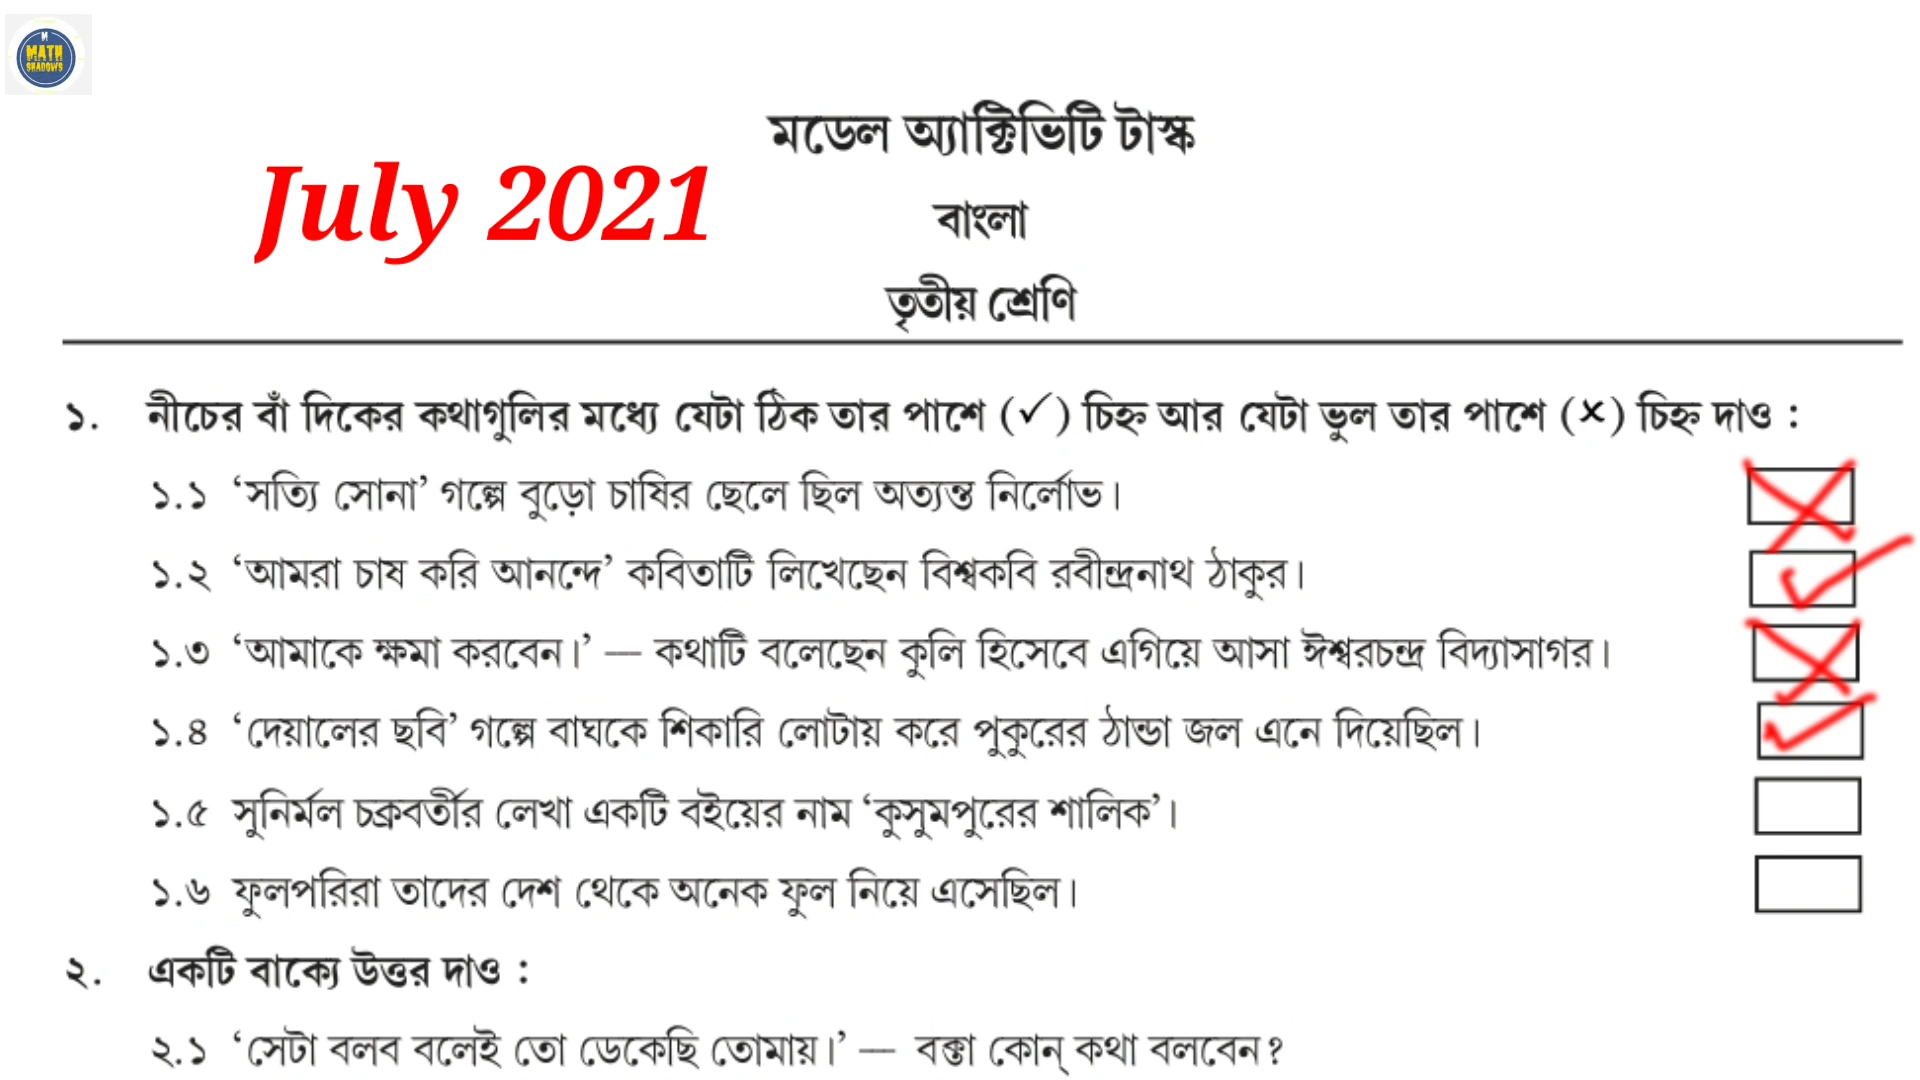 M
MATH
SHADOWS
মডেল অ্যাক্টিভিটি টাস্ক
July 2021
বাংলা
তৃতীয় শ্রেণি
১. নীচের বাঁ দিকের কথাগুলির মধ্যে যেটা ঠিক তার পাশে (✓) চিহ্ন আর যেটা ভুল তার পাশে (×) চিহ্ন দাও :
১.১ ‘সত্যি সোনা’ গল্পে বুড়ো চাষির ছেলে ছিল অত্যন্ত নির্লোভ।
১.২ ‘আমরা চাষ করি আনন্দে’ কবিতাটি লিখেছেন বিশ্বকবি রবীন্দ্রনাথ ঠাকুর।
১.৩ ‘আমাকে ক্ষমা করবেন।’ — কথাটি বলেছেন কুলি হিসেবে এগিয়ে আসা ঈশ্বরচন্দ্র বিদ্যাসাগর।
১.৪ ‘দেয়ালের ছবি’ গল্পে বাঘকে শিকারি লোটায় করে পুকুরের ঠান্ডা জল এনে দিয়েছিল।
১.৫ সুনির্মল চক্রবর্তীর লেখা একটি বইয়ের নাম ‘কুসুমপুরের শালিক’।
১.৬ ফুলপরিরা তাদের দেশ থেকে অনেক ফুল নিয়ে এসেছিল।
২. একটি বাক্যে উত্তর দাও :
২.১ ‘সেটা বলব বলেই তো ডেকেছি তোমায়।’ — বক্তা কোন্ কথা বলবেন?